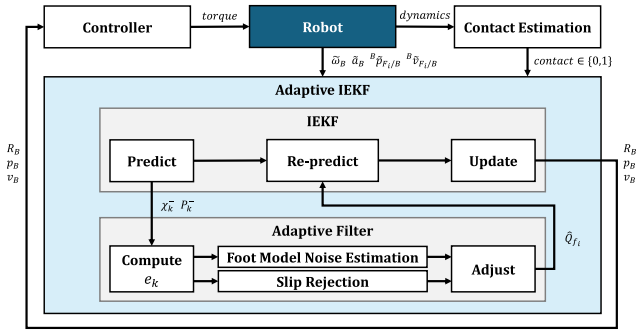 Controller
torque
Robot
dynamics
Contact Estimation
ω̃_B ã_B ᴮp̃_{F_i/B} ᴮṽ_{F_i/B}
contact ∈ {0,1}
Adaptive IEKF
IEKF
Predict
Re-predict
Update
R_B
p_B
v_B
R_B
p_B
v_B
χ_k^- P_k^-
Adaptive Filter
Compute
e_k
Foot Model Noise Estimation
Slip Rejection
Adjust
Q̂_{f_i}